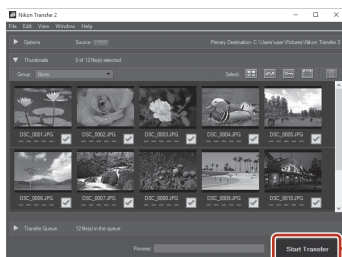 Nikon Transfer 2
File Edit View Window Help
Options Source: Primary Destination: C:\Users\user\Pictures\Nikon Transfer 2
Thumbnails 0 of 12 file(s) selected
Group: None Select:
DSC_0001.JPG DSC_0002.JPG DSC_0003.JPG DSC_0004.JPG DSC_0005.JPG
DSC_0006.JPG DSC_0007.JPG DSC_0008.JPG DSC_0009.JPG DSC_0010.JPG
Transfer Queue 12 file(s) in the queue
Process: Start Transfer